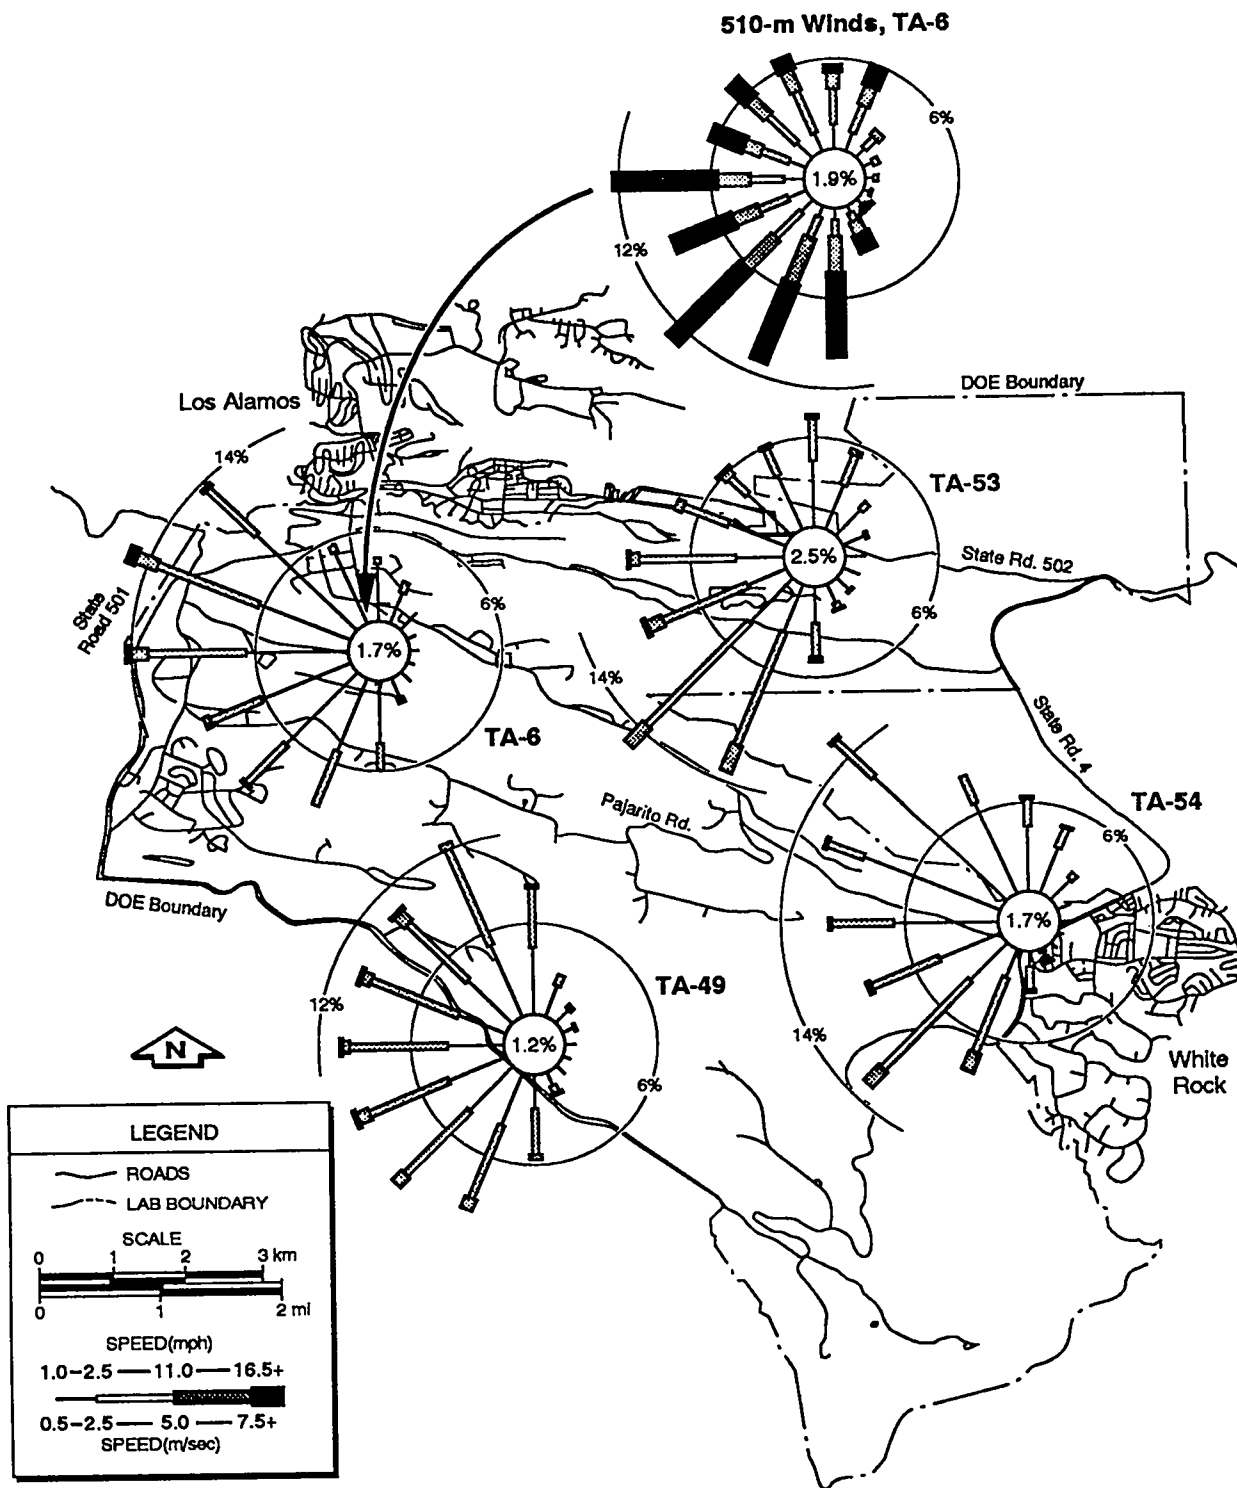 510-m Winds, TA-6
6%
1.9%
12%
DOE Boundary
Los Alamos
14%
TA-53
2.5%
State Rd. 502
6%
State
Road 501
6%
1.7%
14%
TA-6
State Rd. 4
TA-54
Pajarito Rd.
6%
DOE Boundary
1.7%
TA-49
12%
14%
N
1.2%
6%
White
Rock
LEGEND
ROADS
LAB BOUNDARY
SCALE
0 1 2 3 km
0 1 2 mi
SPEED(mph)
1.0–2.5 — 11.0 — 16.5+
0.5–2.5 — 5.0 — 7.5+
SPEED(m/sec)